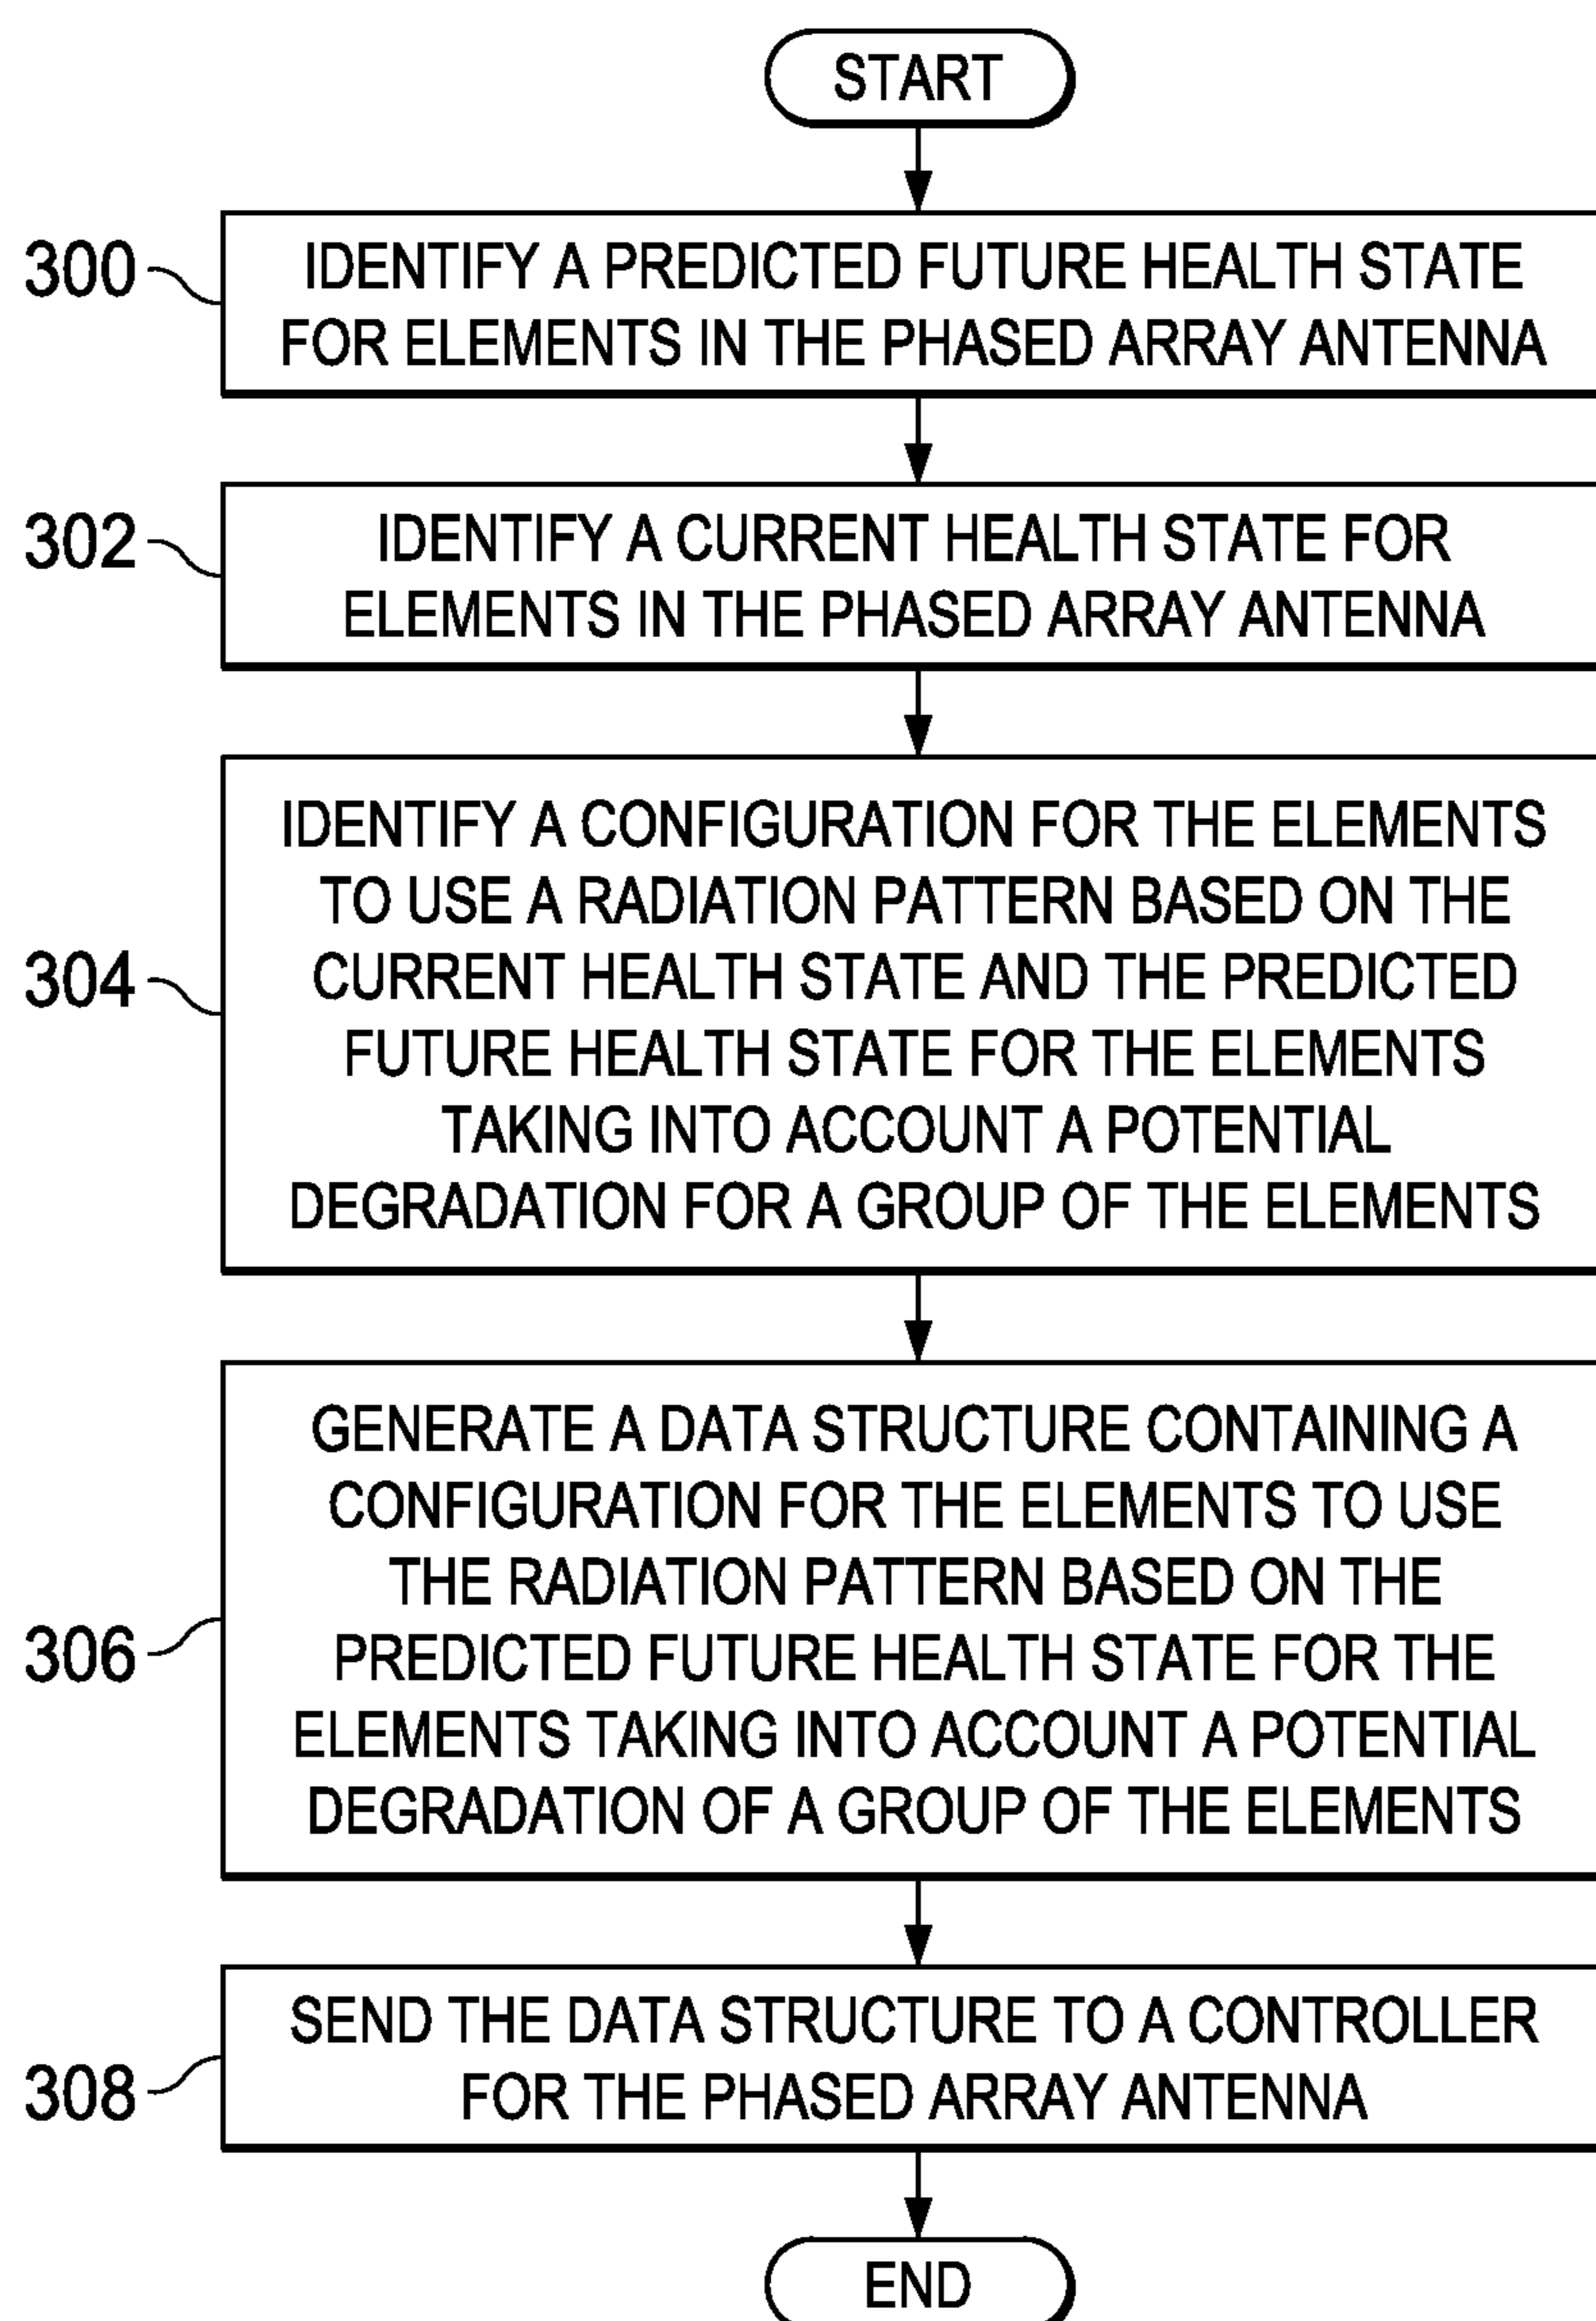 START
300
IDENTIFY A PREDICTED FUTURE HEALTH STATE
FOR ELEMENTS IN THE PHASED ARRAY ANTENNA
302
IDENTIFY A CURRENT HEALTH STATE FOR
ELEMENTS IN THE PHASED ARRAY ANTENNA
304
IDENTIFY A CONFIGURATION FOR THE ELEMENTS
TO USE A RADIATION PATTERN BASED ON THE
CURRENT HEALTH STATE AND THE PREDICTED
FUTURE HEALTH STATE FOR THE ELEMENTS
TAKING INTO ACCOUNT A POTENTIAL
DEGRADATION FOR A GROUP OF THE ELEMENTS
306
GENERATE A DATA STRUCTURE CONTAINING A
CONFIGURATION FOR THE ELEMENTS TO USE
THE RADIATION PATTERN BASED ON THE
PREDICTED FUTURE HEALTH STATE FOR THE
ELEMENTS TAKING INTO ACCOUNT A POTENTIAL
DEGRADATION OF A GROUP OF THE ELEMENTS
308
SEND THE DATA STRUCTURE TO A CONTROLLER
FOR THE PHASED ARRAY ANTENNA
END